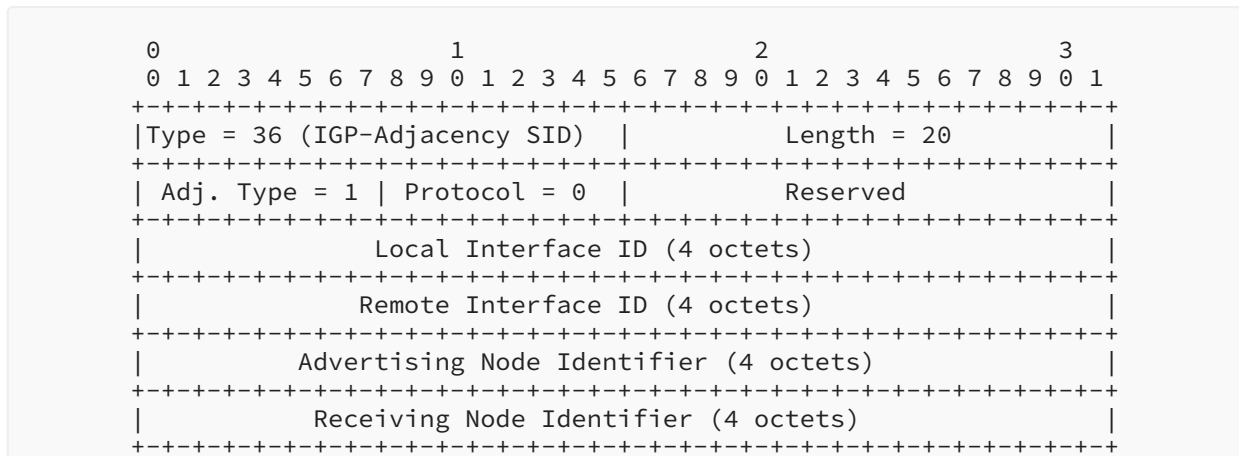 0                   1                   2                   3
 0 1 2 3 4 5 6 7 8 9 0 1 2 3 4 5 6 7 8 9 0 1 2 3 4 5 6 7 8 9 0 1
+-+-+-+-+-+-+-+-+-+-+-+-+-+-+-+-+-+-+-+-+-+-+-+-+-+-+-+-+-+-+-+-+
|Type = 36 (IGP-Adjacency SID)  |          Length = 20          |
+-+-+-+-+-+-+-+-+-+-+-+-+-+-+-+-+-+-+-+-+-+-+-+-+-+-+-+-+-+-+-+-+
| Adj. Type = 1 | Protocol = 0  |          Reserved             |
+-+-+-+-+-+-+-+-+-+-+-+-+-+-+-+-+-+-+-+-+-+-+-+-+-+-+-+-+-+-+-+-+
|               Local Interface ID (4 octets)                   |
+-+-+-+-+-+-+-+-+-+-+-+-+-+-+-+-+-+-+-+-+-+-+-+-+-+-+-+-+-+-+-+-+
|              Remote Interface ID (4 octets)                   |
+-+-+-+-+-+-+-+-+-+-+-+-+-+-+-+-+-+-+-+-+-+-+-+-+-+-+-+-+-+-+-+-+
|          Advertising Node Identifier (4 octets)               |
+-+-+-+-+-+-+-+-+-+-+-+-+-+-+-+-+-+-+-+-+-+-+-+-+-+-+-+-+-+-+-+-+
|           Receiving Node Identifier (4 octets)                |
+-+-+-+-+-+-+-+-+-+-+-+-+-+-+-+-+-+-+-+-+-+-+-+-+-+-+-+-+-+-+-+-+